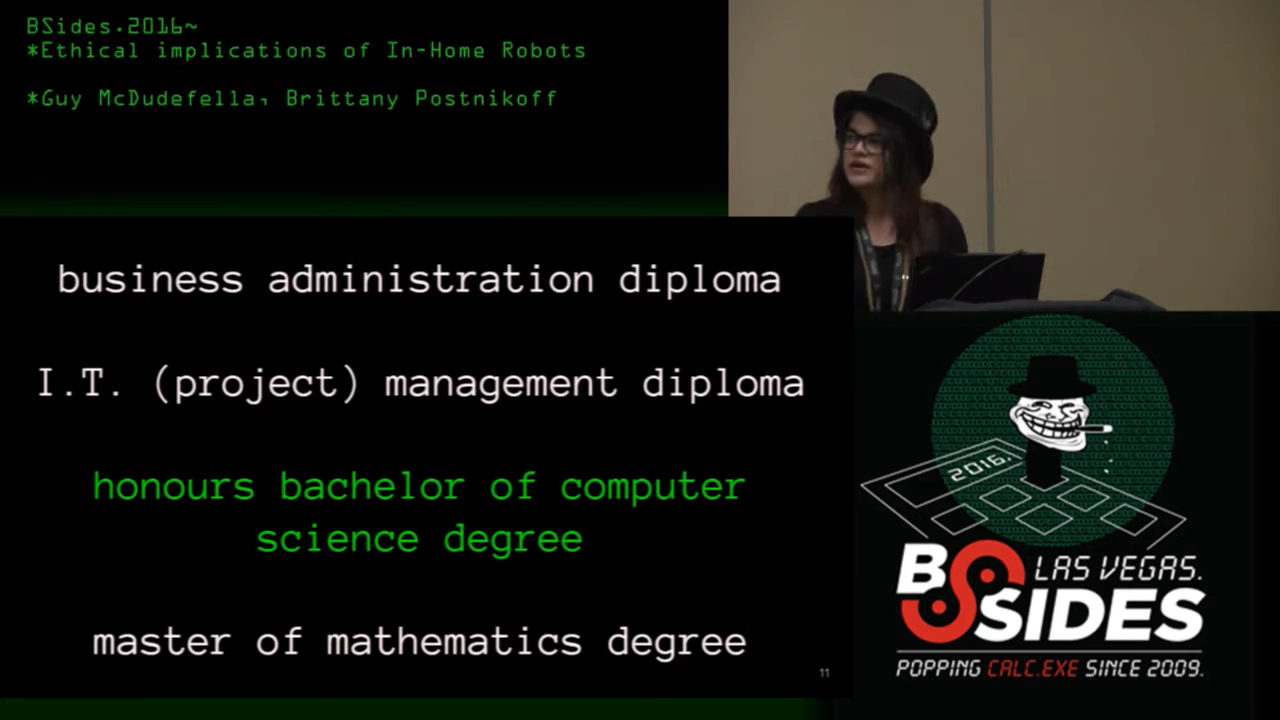 BSides.2016~
*Ethical implications of In-Home Robots
*Guy McDudefella, Brittany Postnikoff
business administration diploma
I.T. (project) management diploma
honours bachelor of computer
science degree
master of mathematics degree
11
2016.
BSIDES
LAS VEGAS.
POPPING CALC.EXE SINCE 2009.